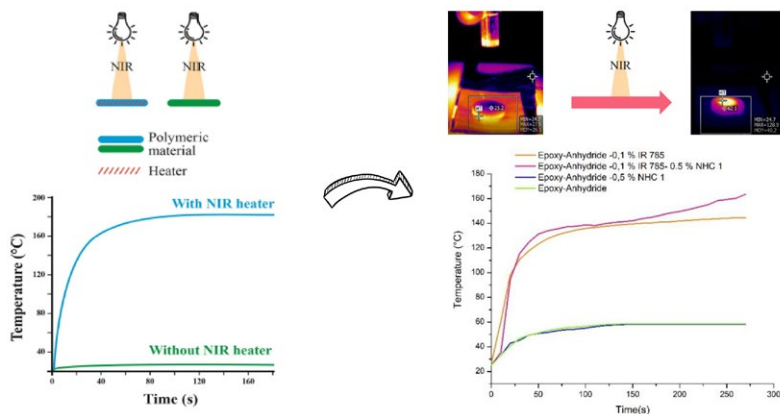 NIR
NIR
Polymeric
material
Heater
Temperature (°C)
200
160
120
80
40
With NIR heater
Without NIR heater
0
40
80
120
160
Time (s)
NIR
Epoxy-Anhydride -0,1 % IR 785
Epoxy-Anhydride -0,1 % IR 785- 0.5 % NHC 1
Epoxy-Anhydride -0,5 % NHC 1
Epoxy-Anhydride
Temperature (°C)
180
160
140
120
100
80
60
40
20
0
50
100
150
200
250
300
Time(s)